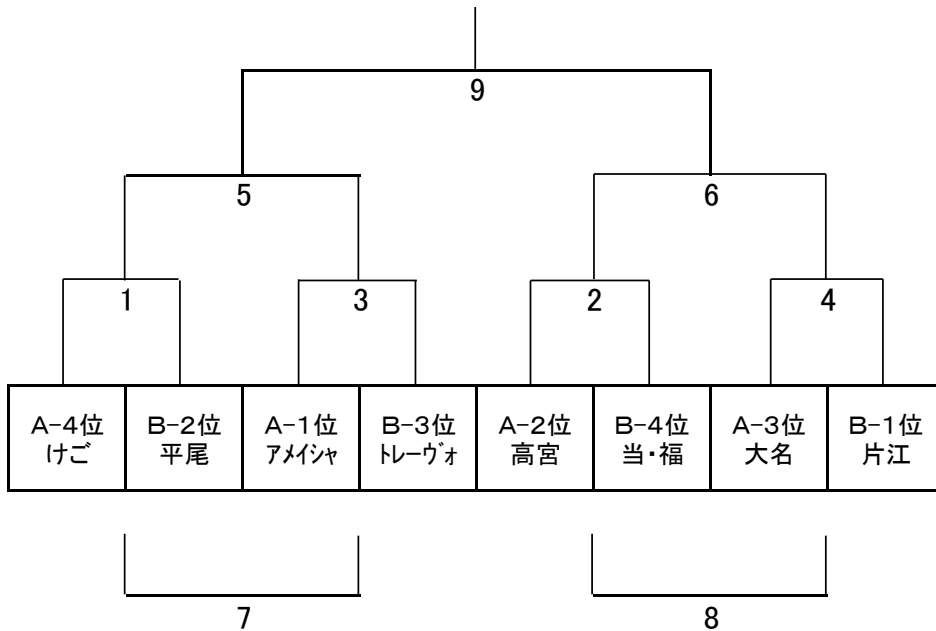 9
5
6
1
3
2
4
A-4位
けご
B-2位
平尾
A-1位
アメイシャ
B-3位
トレーヴォ
A-2位
高宮
B-4位
当・福
A-3位
大名
B-1位
片江
7
8